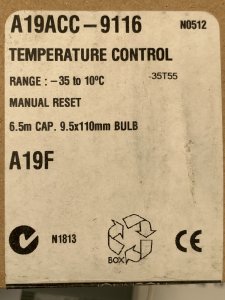 A19ACC-9116 N0512
TEMPERATURE CONTROL
RANGE : -35 to 10ºC -35T55
MANUAL RESET
6.5m CAP. 9.5x110mm BULB
A19F
N1813 BOX CE